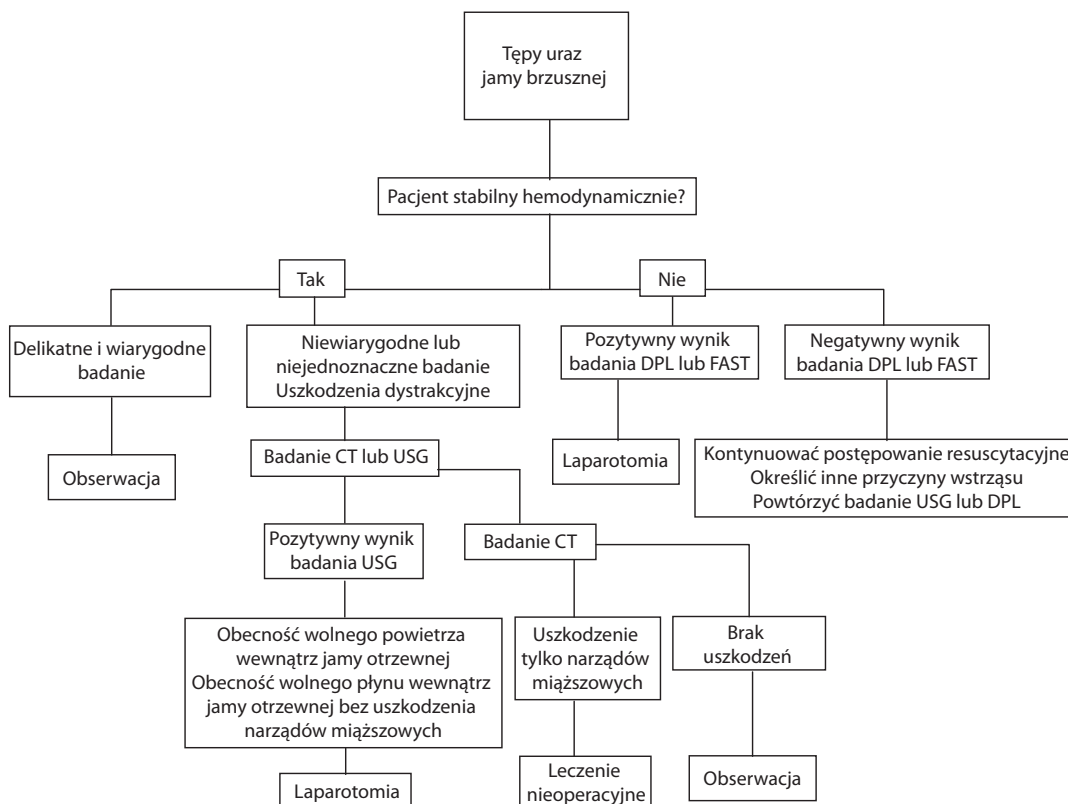 Tępy uraz
jamy brzusznej
Pacjent stabilny hemodynamicznie?
Tak
Nie
Delikatne i wiarygodne
badanie
Niewiarygodne lub
niejednoznaczne badanie
Uszkodzenia dystrakcyjne
Pozytywny wynik
badania DPL lub FAST
Negatywny wynik
badania DPL lub FAST
Obserwacja
Badanie CT lub USG
Laparotomia
Kontynuować postępowanie resuscytacyjne
Określić inne przyczyny wstrząsu
Powtórzyć badanie USG lub DPL
Pozytywny wynik
badania USG
Badanie CT
Obecność wolnego powietrza
wewnątrz jamy otrzewnej
Obecność wolnego płynu wewnątrz
jamy otrzewnej bez uszkodzenia
narządów miąższowych
Uszkodzenie
tylko narządów
miąższowych
Brak
uszkodzeń
Laparotomia
Leczenie
nieoperacyjne
Obserwacja